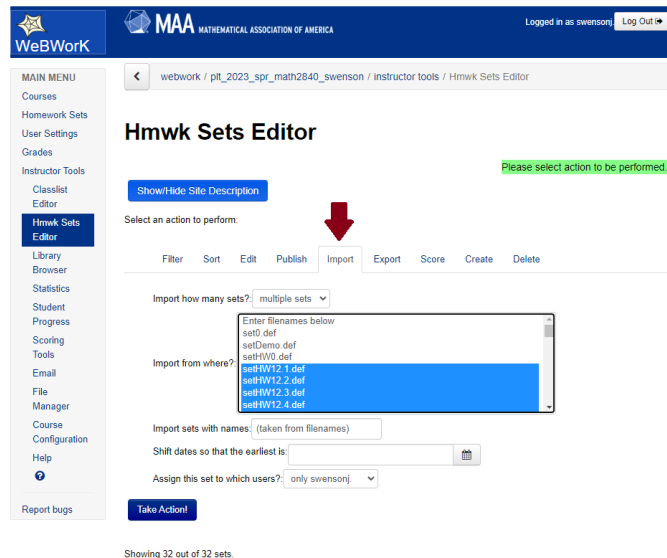 WeBWorK
MAA MATHEMATICAL ASSOCIATION OF AMERICA
Logged in as swensonj. Log Out
MAIN MENU
Courses
Homework Sets
User Settings
Grades
Instructor Tools
Classlist
Editor
Hmwk Sets
Editor
Library
Browser
Statistics
Student
Progress
Scoring
Tools
Email
File
Manager
Course
Configuration
Help
?
Report bugs
webwork / plt_2023_spr_math2840_swenson / instructor tools / Hmwk Sets Editor
Hmwk Sets Editor
Please select action to be performed.
Show/Hide Site Description
Select an action to perform:
Filter Sort Edit Publish Import Export Score Create Delete
Import how many sets?: multiple sets
Import from where?:
Enter filenames below
set0.def
setDemo.def
setHW0.def
setHW12.1.def
setHW12.2.def
setHW12.3.def
setHW12.4.def
Import sets with names: (taken from filenames)
Shift dates so that the earliest is:
Assign this set to which users?: only swensonj.
Take Action!
Showing 32 out of 32 sets.